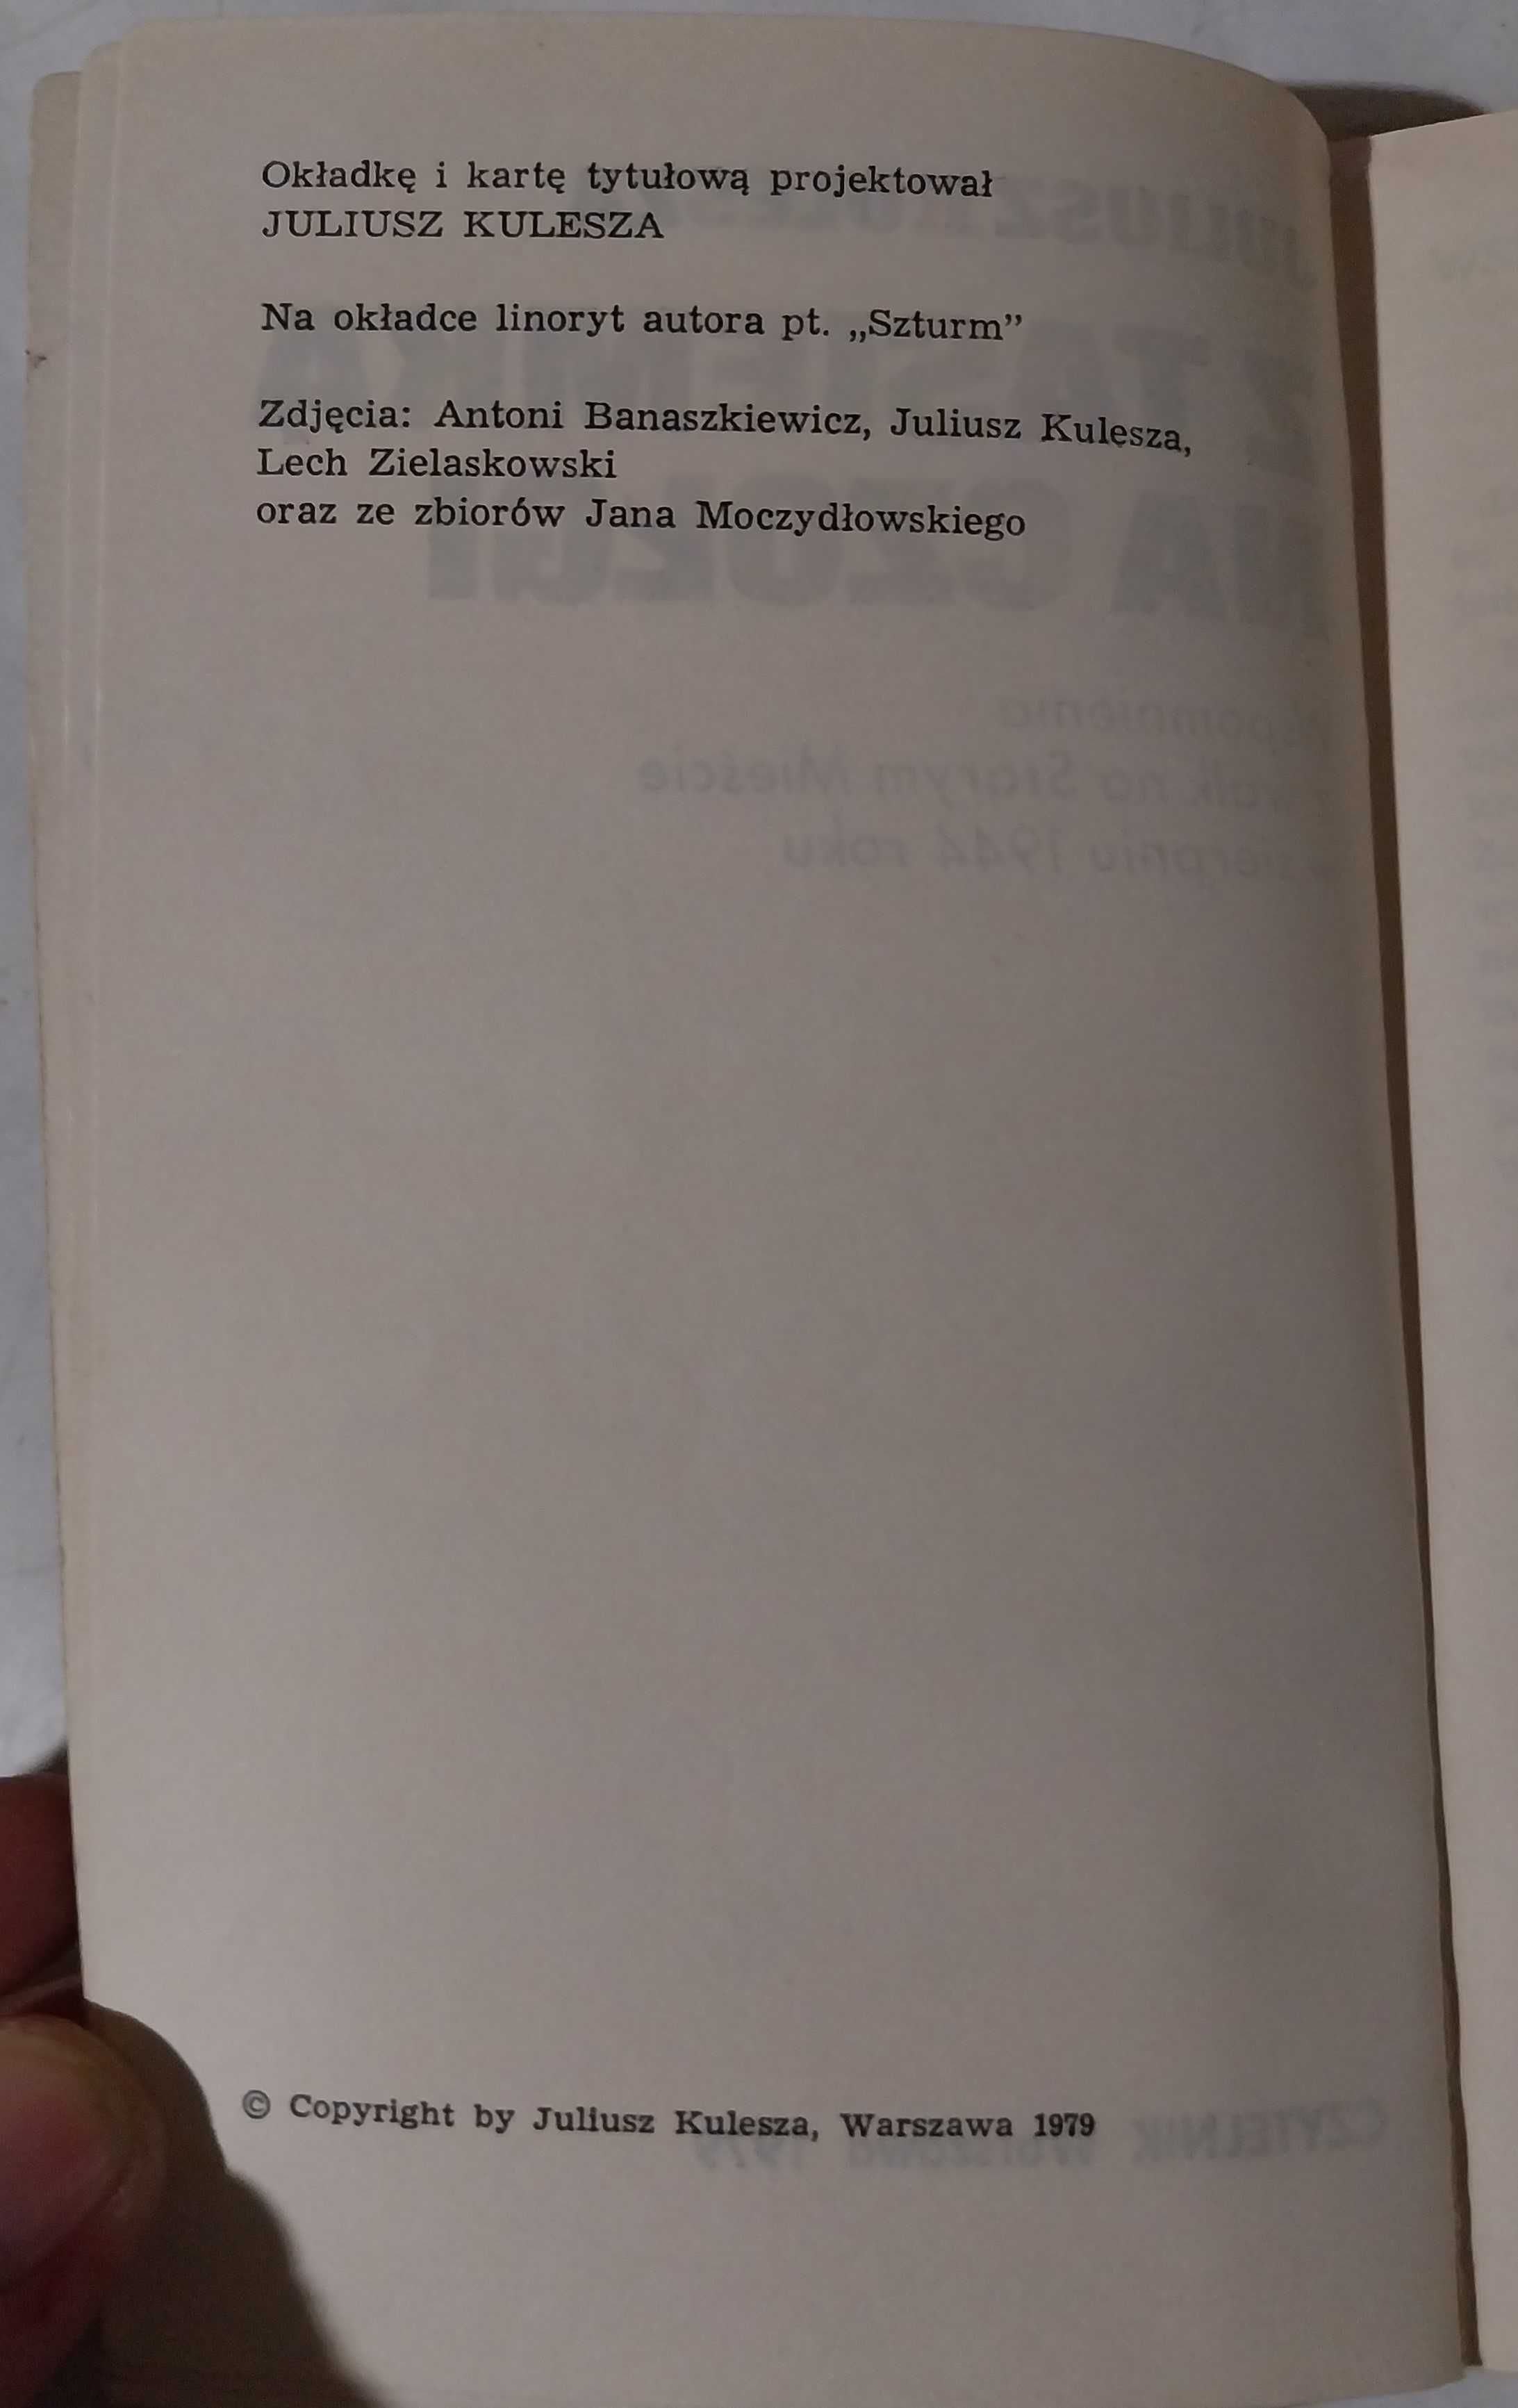 Okładkę i kartę tytułową projektował
JULIUSZ KULESZA
Na okładce linoryt autora pt. „Szturm”
Zdjęcia: Antoni Banaszkiewicz, Juliusz Kulesza,
Lech Zielaskowski
oraz ze zbiorów Jana Moczydłowskiego
© Copyright by Juliusz Kulesza, Warszawa 1979